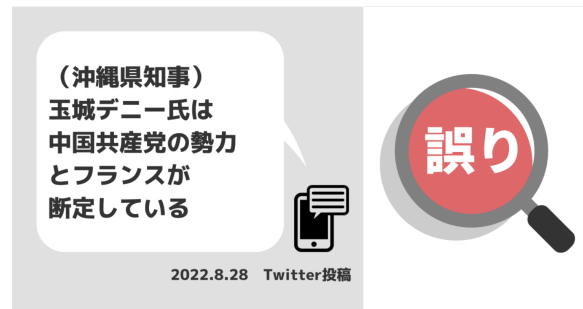 （沖縄県知事）
玉城デニー氏は
中国共産党の勢力
とフランスが
断定している
2022.8.28 Twitter投稿
誤り